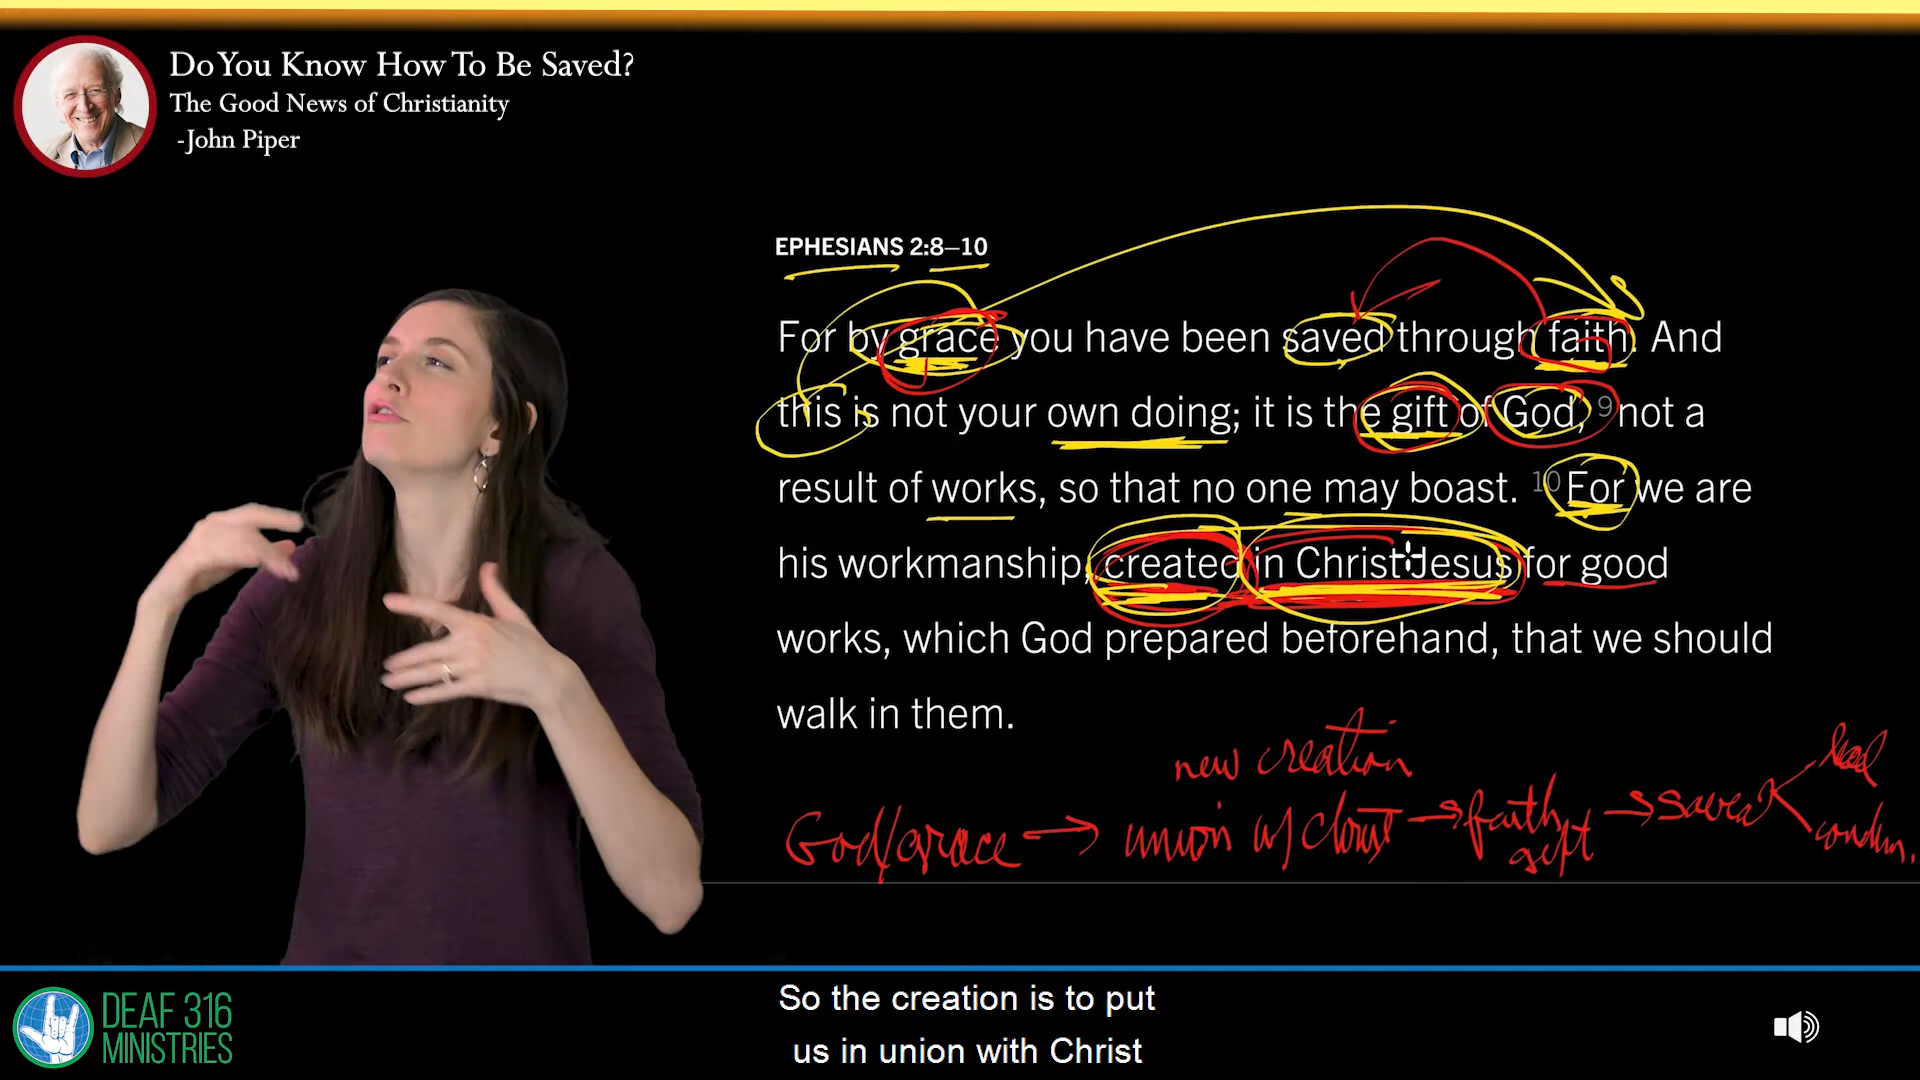 Do You Know How To Be Saved?
The Good News of Christianity
-John Piper
EPHESIANS 2:8–10
For by grace you have been saved through faith. And
this is not your own doing; it is the gift of God, 9 not a
result of works, so that no one may boast. 10 For we are
his workmanship, created in Christ Jesus for good
works, which God prepared beforehand, that we should
walk in them.
new creation
God/grace → union w/ Christ → faith → saved
gift
DEAF 316
MINISTRIES
So the creation is to put
us in union with Christ